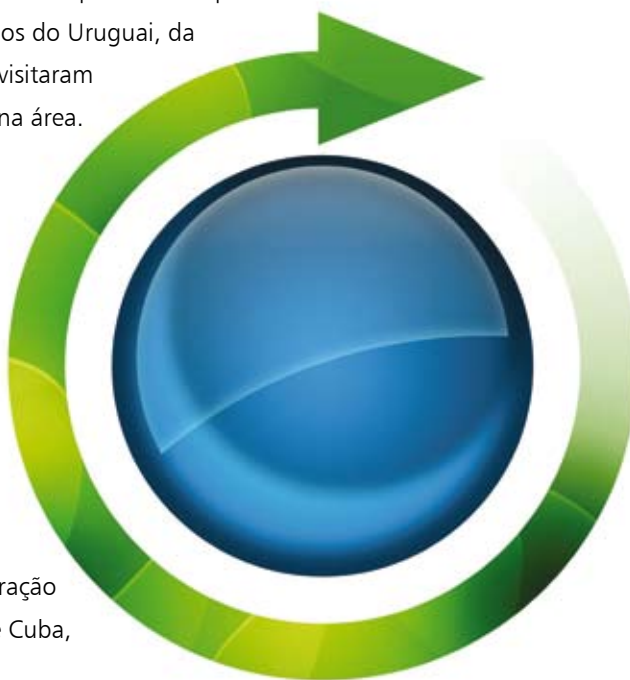 os do Uruguai, da
visitaram
na área.
ração
Cuba,